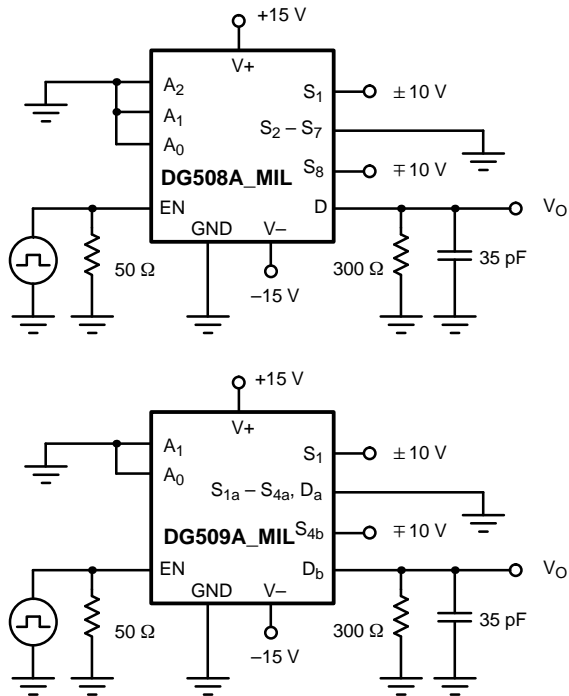 +15 V
V+
A2
S1
± 10 V
A1
S2 – S7
A0
S8
∓ 10 V
DG508A_MIL
EN
D
VO
GND
V–
50 Ω
300 Ω
35 pF
–15 V
+15 V
V+
A1
S1
± 10 V
A0
S1a – S4a, Da
DG509A_MIL
S4b
∓ 10 V
EN
Db
VO
GND
V–
50 Ω
300 Ω
35 pF
–15 V